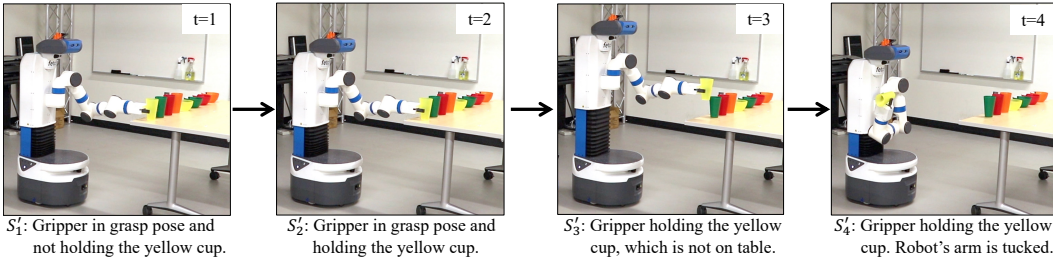 t=1
t=2
t=3
t=4
S′₁: Gripper in grasp pose and
not holding the yellow cup.
S′₂: Gripper in grasp pose and
holding the yellow cup.
S′₃: Gripper holding the yellow
cup, which is not on table.
S′₄: Gripper holding the yellow
cup. Robot's arm is tucked.